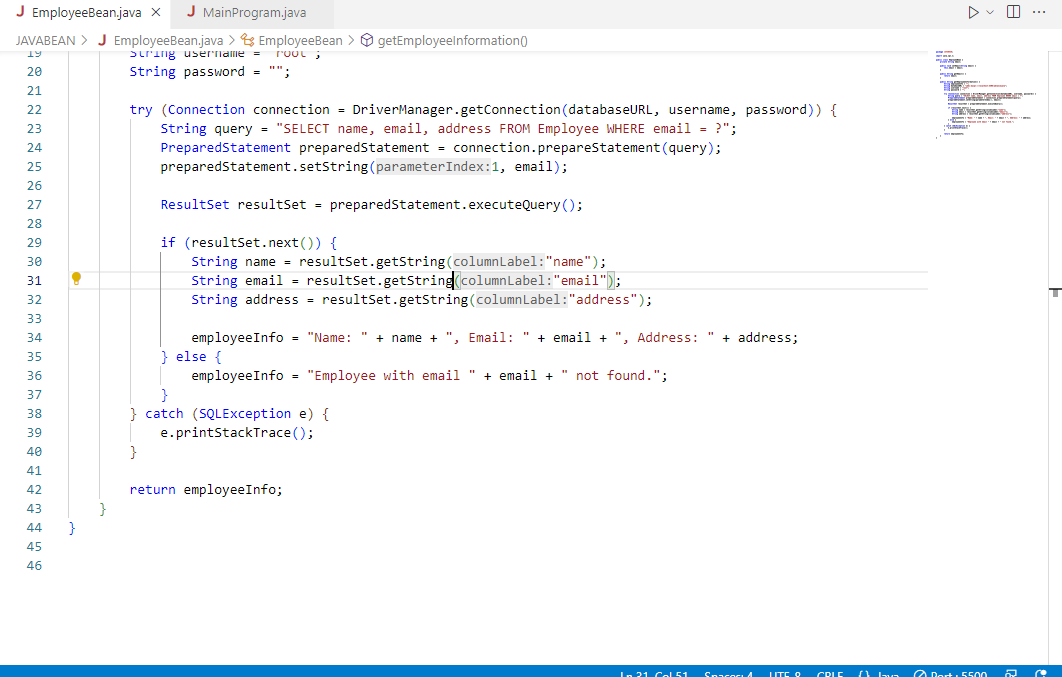 EmployeeBean.java
MainProgram.java
JAVABEAN > EmployeeBean.java > EmployeeBean > getEmployeeInformation()
19 String username = "root";
20 String password = "";
21
22 try (Connection connection = DriverManager.getConnection(databaseURL, username, password)) {
23 String query = "SELECT name, email, address FROM Employee WHERE email = ?";
24 PreparedStatement preparedStatement = connection.prepareStatement(query);
25 preparedStatement.setString(parameterIndex:1, email);
26
27 ResultSet resultSet = preparedStatement.executeQuery();
28
29 if (resultSet.next()) {
30 String name = resultSet.getString(columnLabel:"name");
31 String email = resultSet.getString(columnLabel:"email");
32 String address = resultSet.getString(columnLabel:"address");
33
34 employeeInfo = "Name: " + name + ", Email: " + email + ", Address: " + address;
35 } else {
36 employeeInfo = "Employee with email " + email + " not found.";
37 }
38 } catch (SQLException e) {
39 e.printStackTrace();
40 }
41
42 return employeeInfo;
43 }
44 }
45
46
Ln 31, Col 51 Spaces: 4 UTF-8 CRLF {} Java Port : 5500